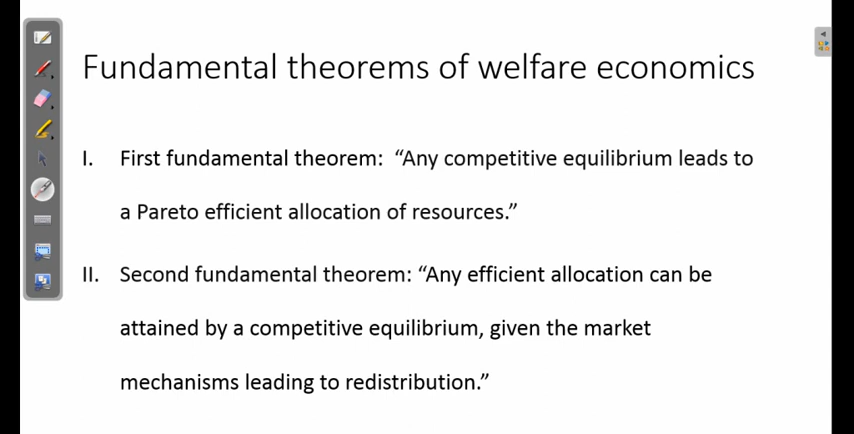 Fundamental theorems of welfare economics
I. First fundamental theorem: “Any competitive equilibrium leads to
a Pareto efficient allocation of resources.”
II. Second fundamental theorem: “Any efficient allocation can be
attained by a competitive equilibrium, given the market
mechanisms leading to redistribution.”